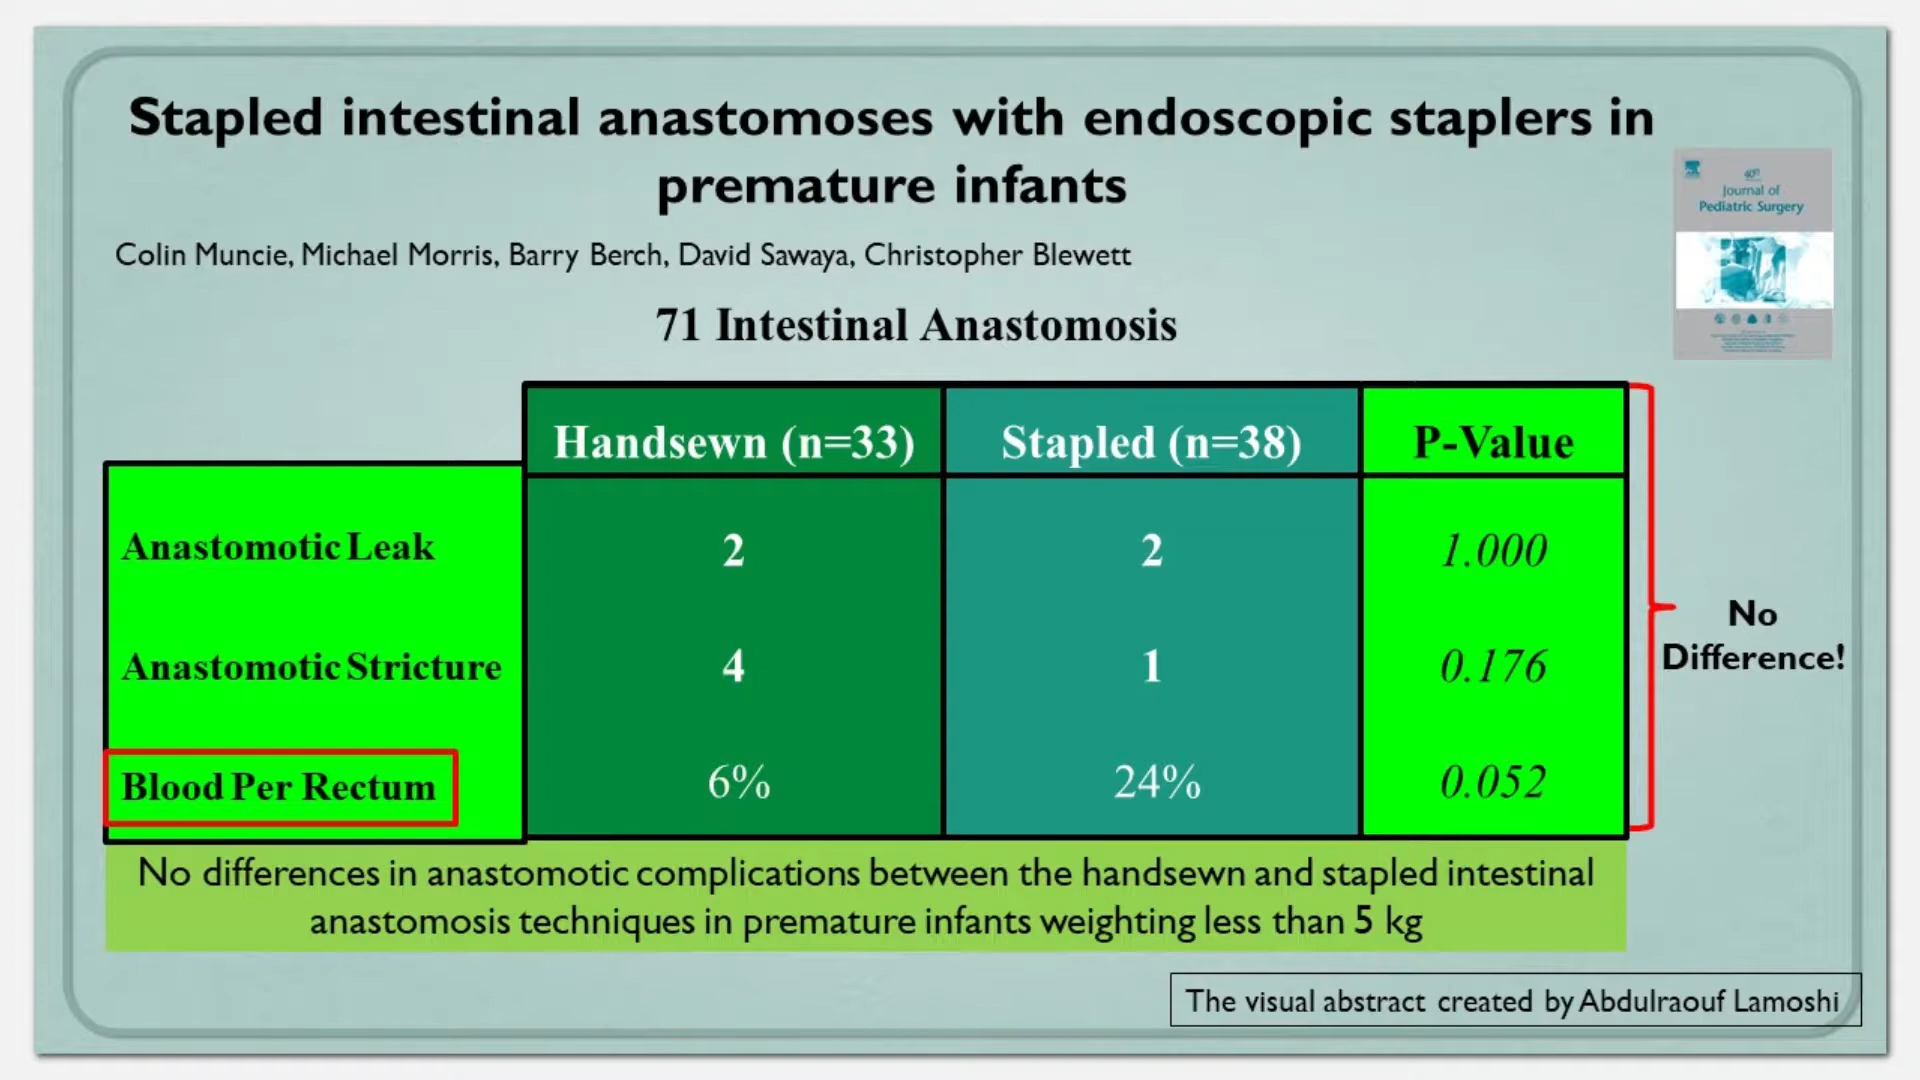 Stapled intestinal anastomoses with endoscopic staplers in
premature infants
Colin Muncie, Michael Morris, Barry Berch, David Sawaya, Christopher Blewett
Journal of
Pediatric Surgery
71 Intestinal Anastomosis
Handsewn (n=33) Stapled (n=38) P-Value
Anastomotic Leak 2 2 1.000
Anastomotic Stricture 4 1 0.176
Blood Per Rectum 6% 24% 0.052
No
Difference!
No differences in anastomotic complications between the handsewn and stapled intestinal
anastomosis techniques in premature infants weighting less than 5 kg
The visual abstract created by Abdulraouf Lamoshi